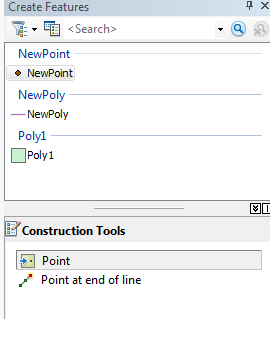 Create Features
<Search>
NewPoint
NewPoint
NewPoly
NewPoly
Poly1
Poly1
Construction Tools
Point
Point at end of line